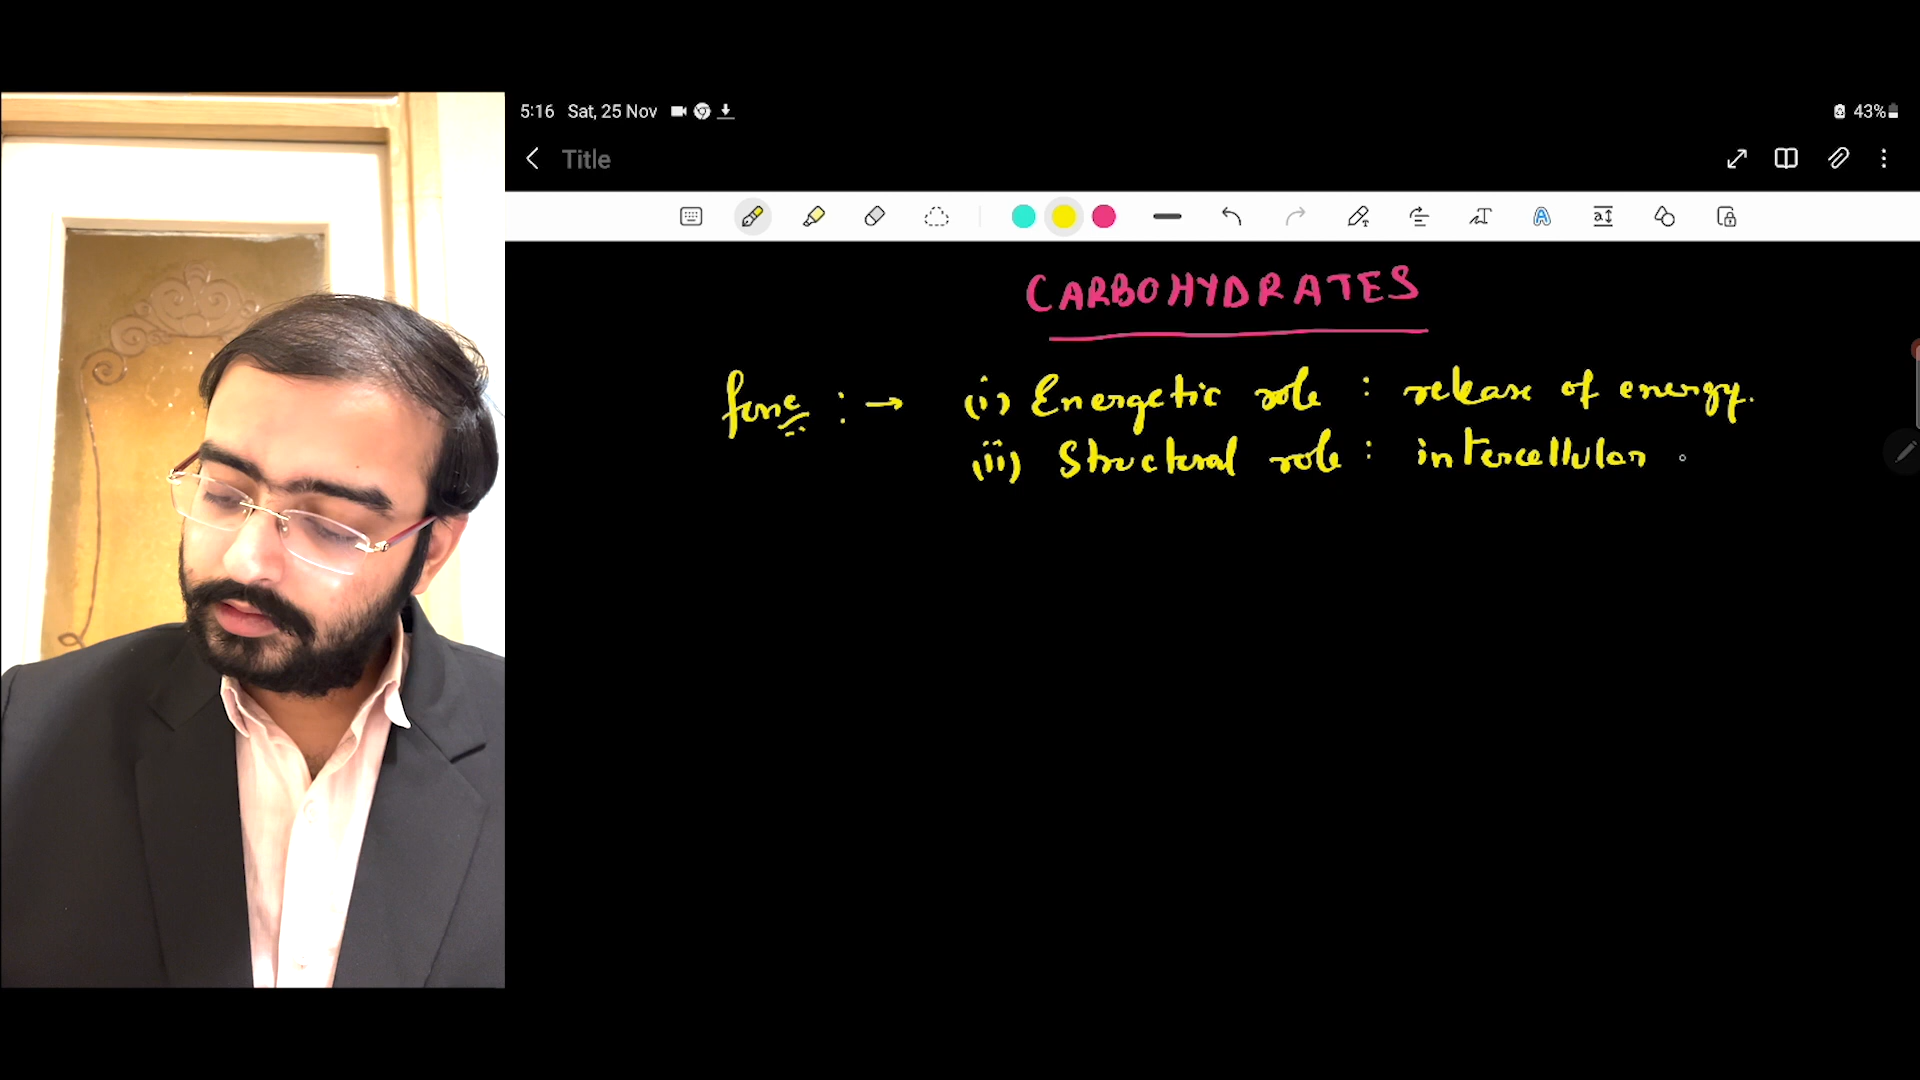 5:16 Sat, 25 Nov 43%
Title
CARBOHYDRATES
func : → (i) Energetic role : release of energy.
(ii) Structural role : intercellular